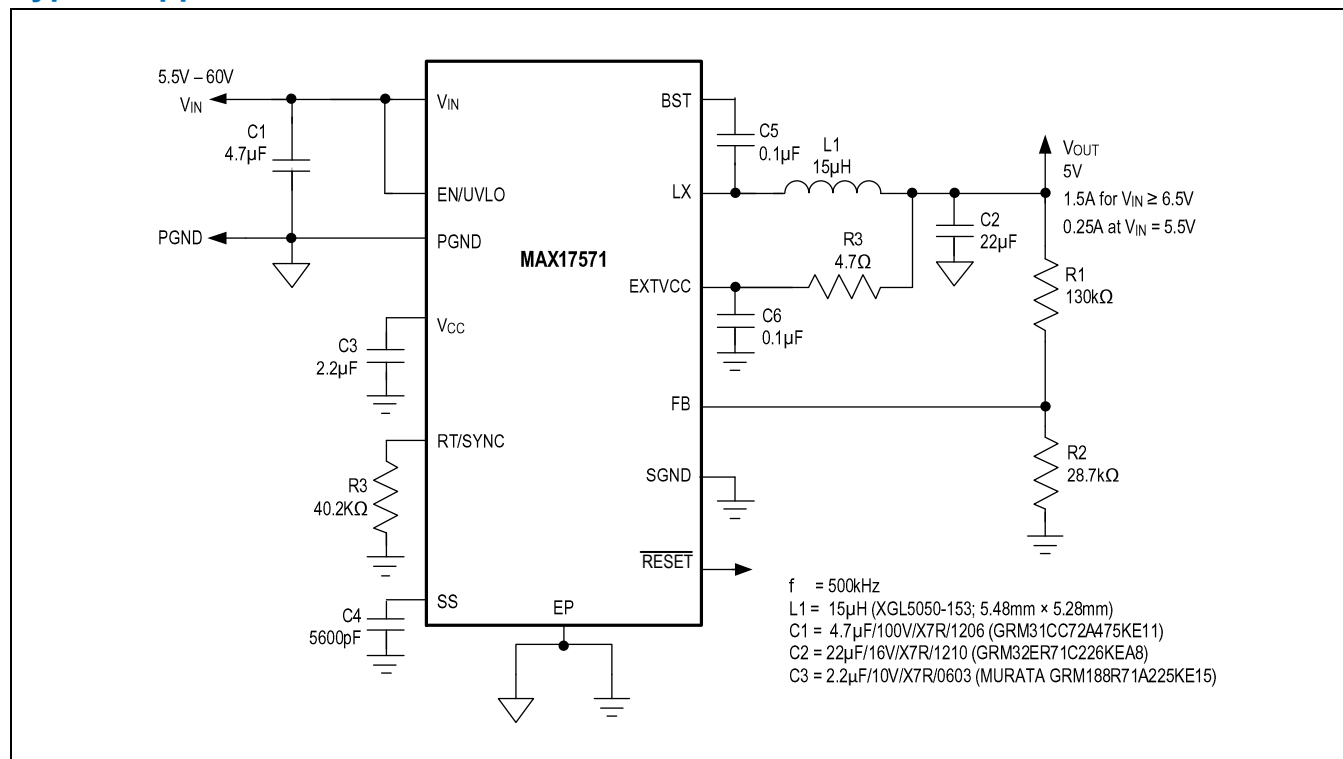 5.5V – 60V
VIN
C1
4.7µF
PGND
VIN
EN/UVLO
PGND
MAX17571
VCC
C3
2.2µF
RT/SYNC
R3
40.2KΩ
SS
C4
5600pF
EP
BST
C5
0.1µF
LX
L1
15µH
VOUT
5V
1.5A for VIN ≥ 6.5V
0.25A at VIN = 5.5V
C2
22µF
R3
4.7Ω
EXTVCC
C6
0.1µF
R1
130kΩ
FB
R2
28.7kΩ
SGND
RESET
f = 500kHz
L1 = 15µH (XGL5050-153; 5.48mm × 5.28mm)
C1 = 4.7µF/100V/X7R/1206 (GRM31CC72A475KE11)
C2 = 22µF/16V/X7R/1210 (GRM32ER71C226KEA8)
C3 = 2.2µF/10V/X7R/0603 (MURATA GRM188R71A225KE15)